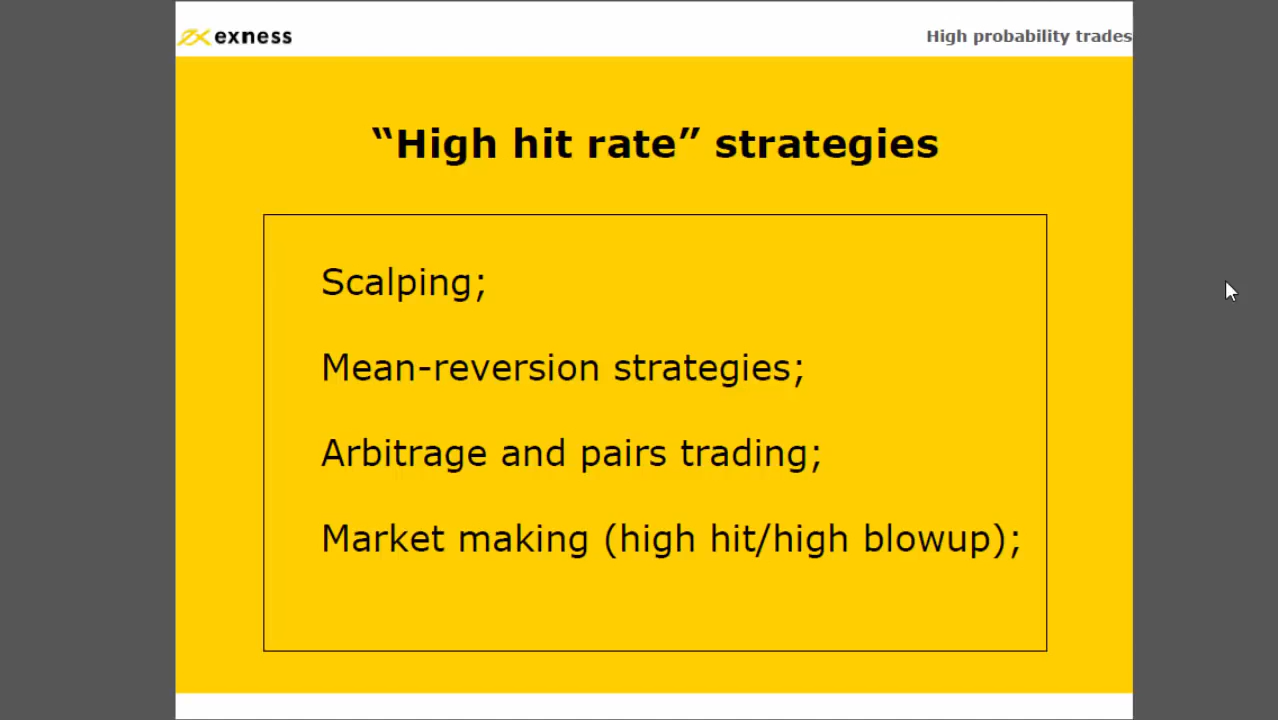 exness
High probability trades
“High hit rate” strategies
Scalping;
Mean-reversion strategies;
Arbitrage and pairs trading;
Market making (high hit/high blowup);